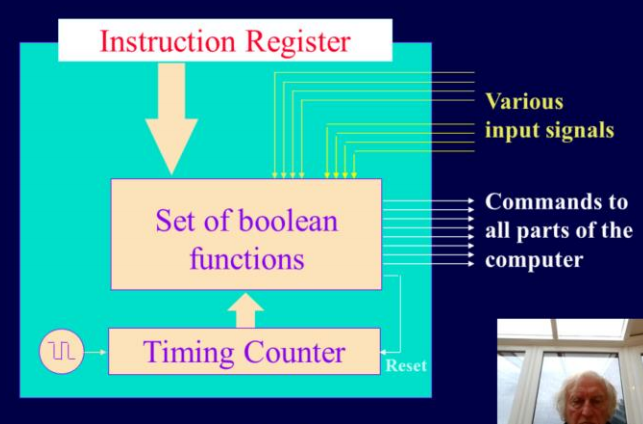 Instruction Register
Various
input signals
Set of boolean
functions
Commands to
all parts of the
computer
Timing Counter
Reset